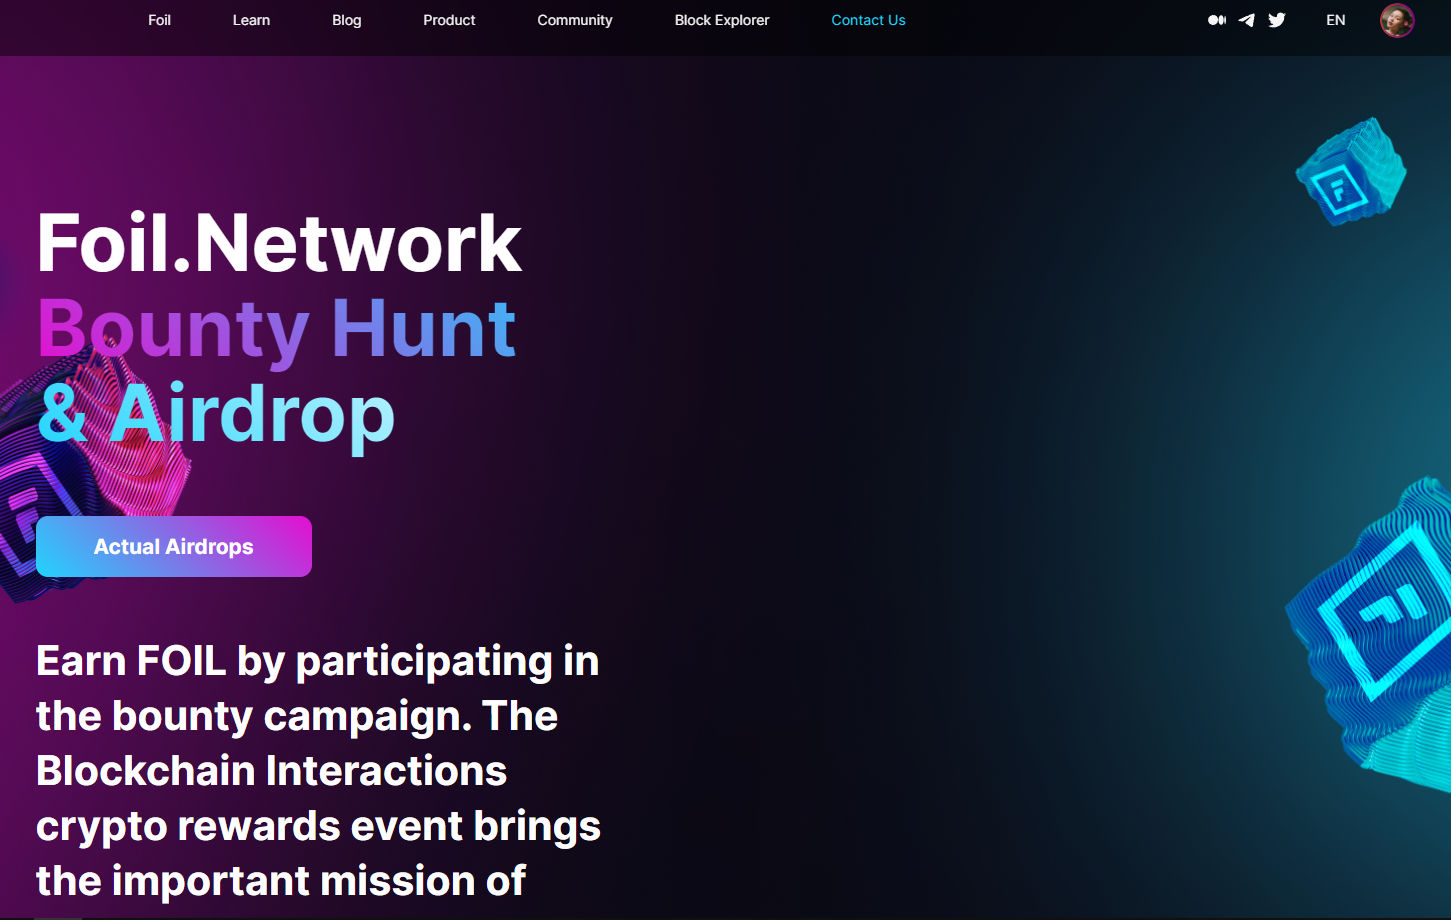 Foil Learn Blog Product Community Block Explorer Contact Us EN
Foil.Network
Bounty Hunt
& Airdrop
Actual Airdrops
Earn FOIL by participating in
the bounty campaign. The
Blockchain Interactions
crypto rewards event brings
the important mission of